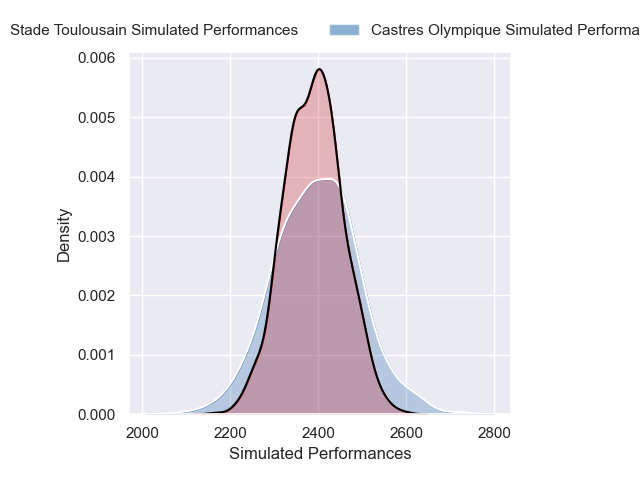 Stade Toulousain Simulated Performances
Castres Olympique Simulated Performa
0.006
0.005
0.004
0.003
0.002
0.001
0.000
Density
2000 2200 2400 2600 2800
Simulated Performances